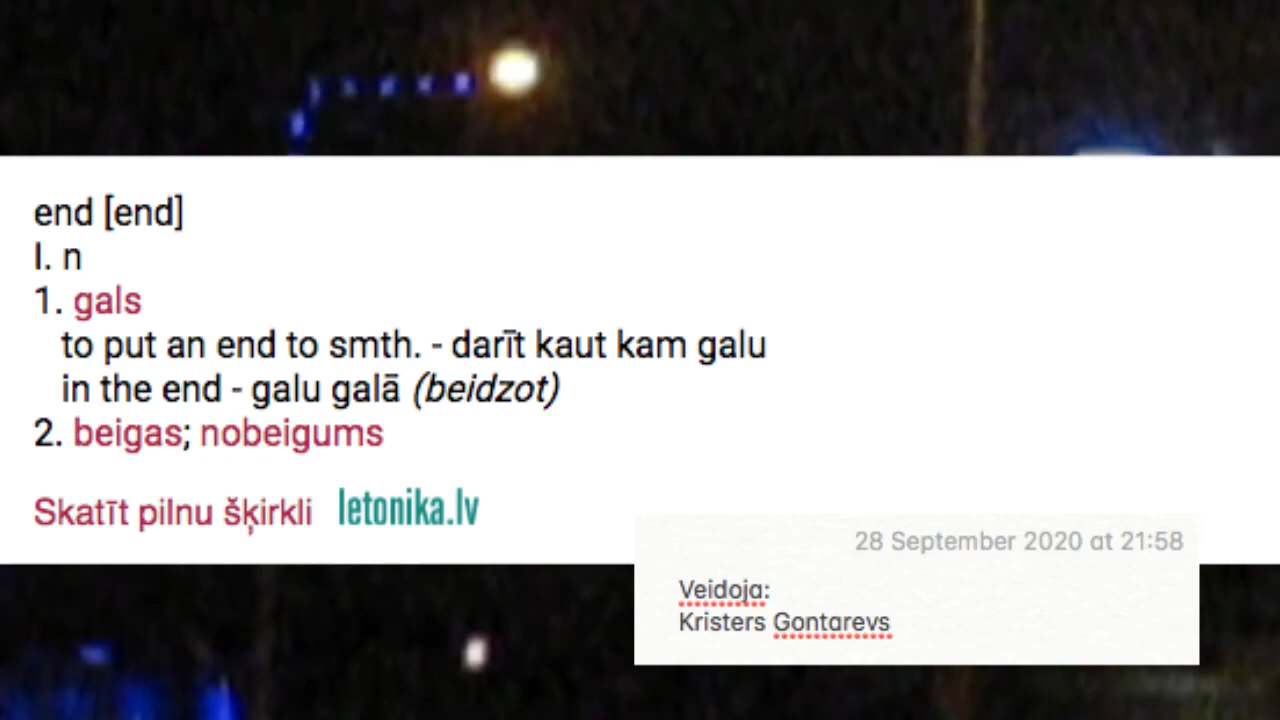 end [end]
I. n
1. gals
to put an end to smth. - darīt kaut kam galu
in the end - galu galā (beidzot)
2. beigas; nobeigums
Skatīt pilnu šķirkli letonika.lv
28 September 2020 at 21:58
Veidoja:
Kristers Gontarevs